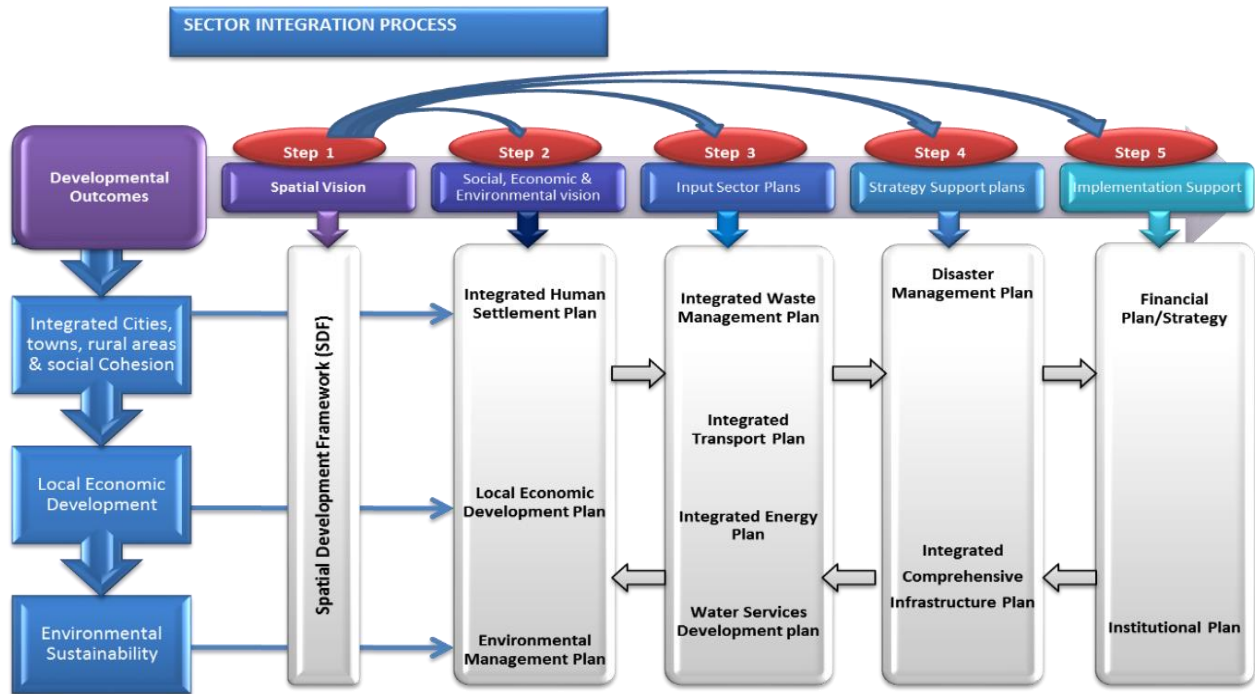 SECTOR INTEGRATION PROCESS
Developmental
Outcomes
Step 1
Step 2
Step 3
Step 4
Step 5
Spatial Vision
Social, Economic &
Environmental vision
Input Sector Plans
Strategy Support plans
Implementation Support
Integrated Cities,
towns, rural areas
& social Cohesion
Local Economic
Development
Environmental
Sustainability
Spatial Development Framework (SDF)
Integrated Human
Settlement Plan
Local Economic
Development Plan
Environmental
Management Plan
Integrated Waste
Management Plan
Integrated
Transport Plan
Integrated Energy
Plan
Water Services
Development plan
Disaster
Management Plan
Integrated
Comprehensive
Infrastructure Plan
Financial
Plan/Strategy
Institutional Plan